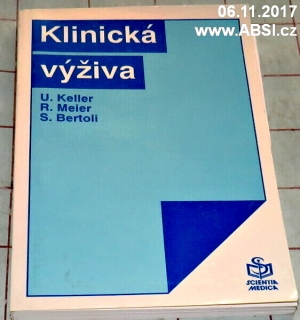 06.11.2017
www.ABSI.cz
Klinická
výživa
U. Keller
R. Meier
S. Bertoli
SCIENTIA
MEDICA